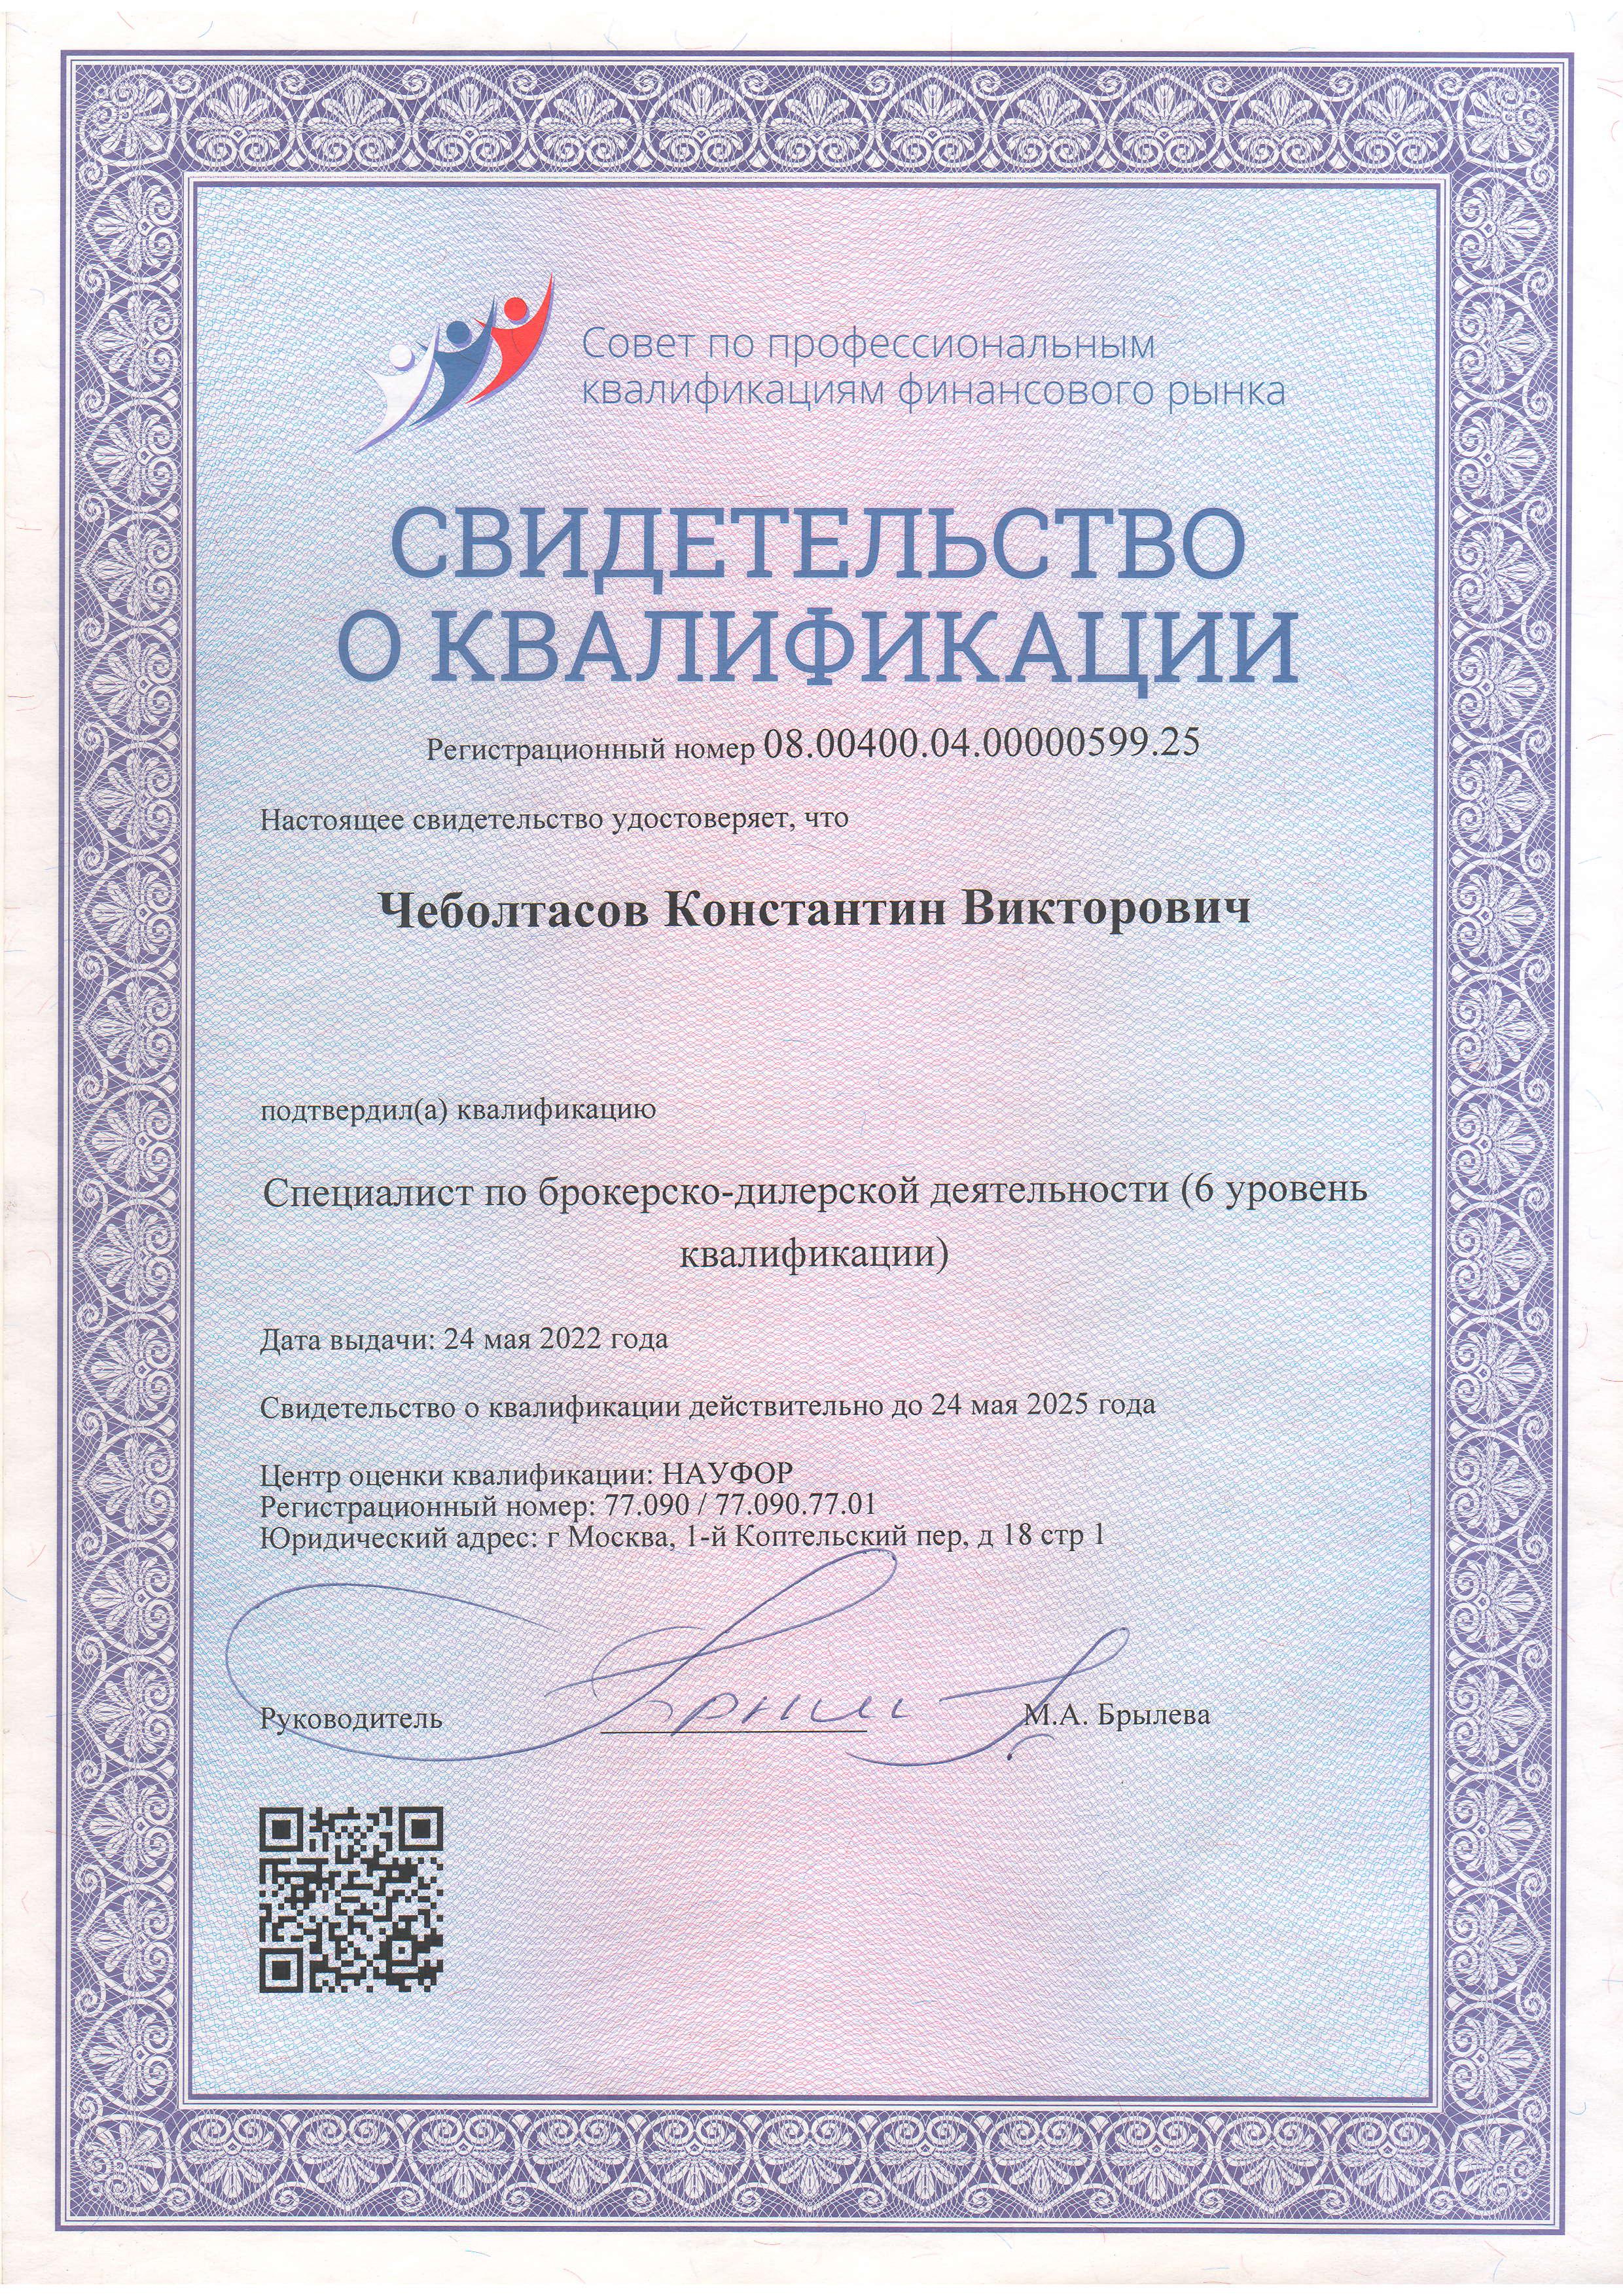 Совет по профессиональным
квалификациям финансового рынка
СВИДЕТЕЛЬСТВО
О КВАЛИФИКАЦИИ
Регистрационный номер 08.00400.04.00000599.25
Настоящее свидетельство удостоверяет, что
Чеболтасов Константин Викторович
подтвердил(а) квалификацию
Специалист по брокерско-дилерской деятельности (6 уровень
квалификации)
Дата выдачи: 24 мая 2022 года
Свидетельство о квалификации действительно до 24 мая 2025 года
Центр оценки квалификации: НАУФОР
Регистрационный номер: 77.090 / 77.090.77.01
Юридический адрес: г Москва, 1-й Коптельский пер, д 18 стр 1
Руководитель М.А. Брылева